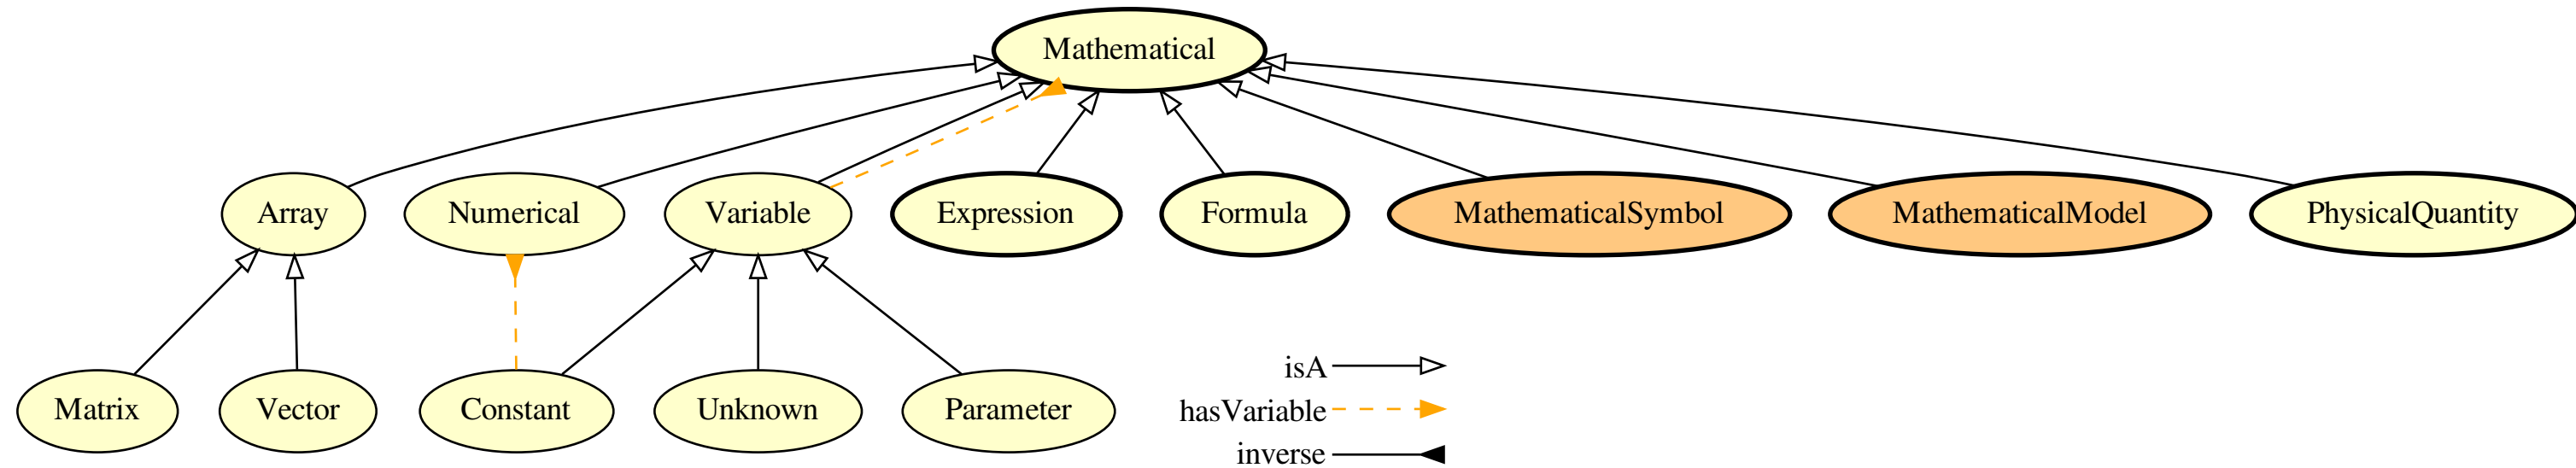 Mathematical
Array
Numerical
Variable
Expression
Formula
MathematicalSymbol
MathematicalModel
PhysicalQuantity
Matrix
Vector
Constant
Unknown
Parameter
isA
hasVariable
inverse